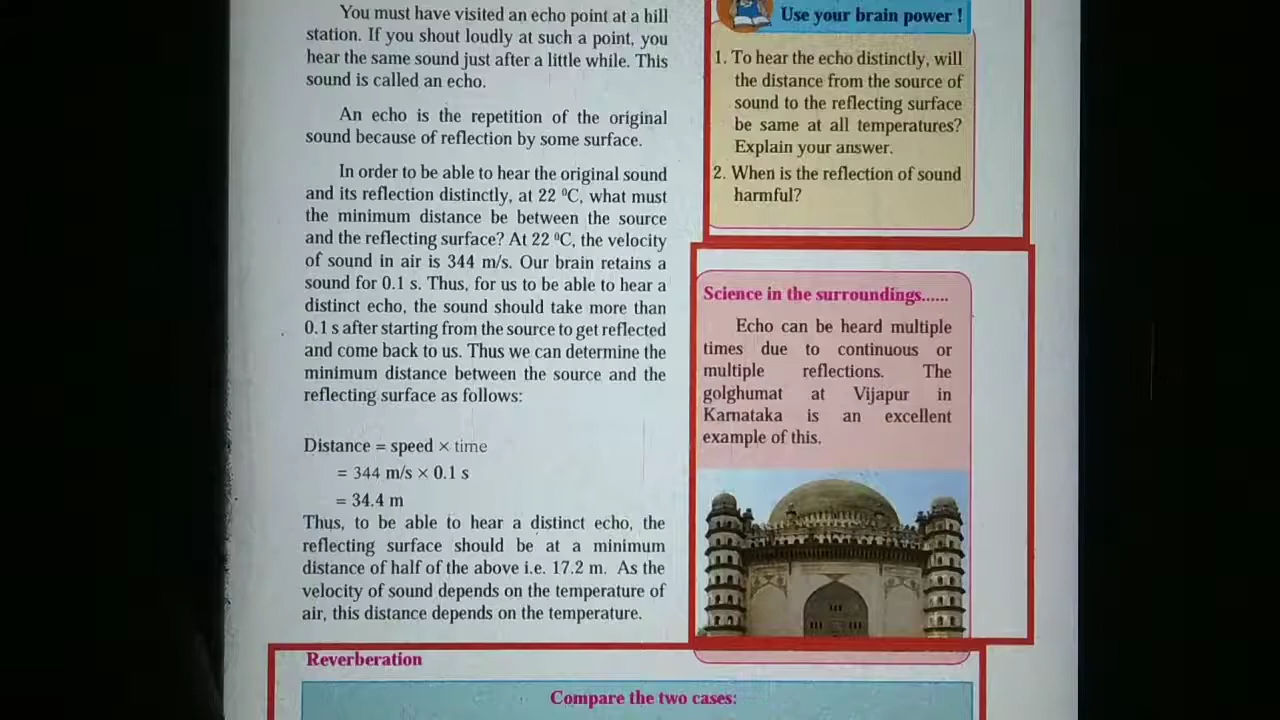 You must have visited an echo point at a hill
station. If you shout loudly at such a point, you
hear the same sound just after a little while. This
sound is called an echo.
An echo is the repetition of the original
sound because of reflection by some surface.
In order to be able to hear the original sound
and its reflection distinctly, at 22 ⁰C, what must
the minimum distance be between the source
and the reflecting surface? At 22 ⁰C, the velocity
of sound in air is 344 m/s. Our brain retains a
sound for 0.1 s. Thus, for us to be able to hear a
distinct echo, the sound should take more than
0.1 s after starting from the source to get reflected
and come back to us. Thus we can determine the
minimum distance between the source and the
reflecting surface as follows:
Distance = speed × time
= 344 m/s × 0.1 s
= 34.4 m
Thus, to be able to hear a distinct echo, the
reflecting surface should be at a minimum
distance of half of the above i.e. 17.2 m. As the
velocity of sound depends on the temperature of
air, this distance depends on the temperature.
Use your brain power !
1. To hear the echo distinctly, will
the distance from the source of
sound to the reflecting surface
be same at all temperatures?
Explain your answer.
2. When is the reflection of sound
harmful?
Science in the surroundings......
Echo can be heard multiple
times due to continuous or
multiple reflections. The
golghumat at Vijapur in
Karnataka is an excellent
example of this.
Reverberation
Compare the two cases: